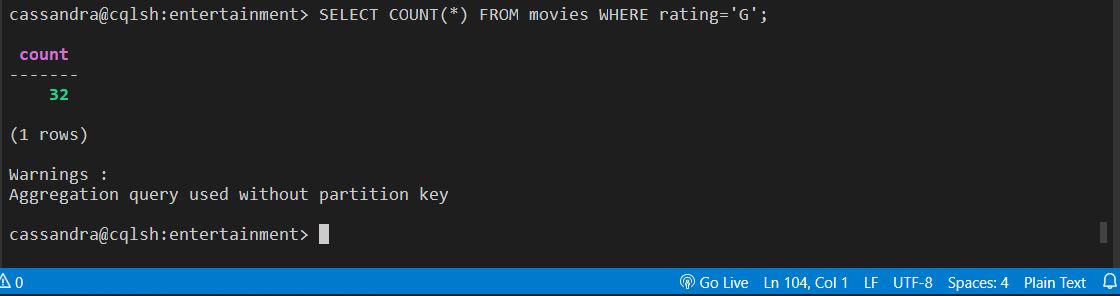 cassandra@cqlsh:entertainment> SELECT COUNT(*) FROM movies WHERE rating='G';
count
-------
32
(1 rows)
Warnings :
Aggregation query used without partition key
cassandra@cqlsh:entertainment>
0 Go Live Ln 104, Col 1 LF UTF-8 Spaces: 4 Plain Text